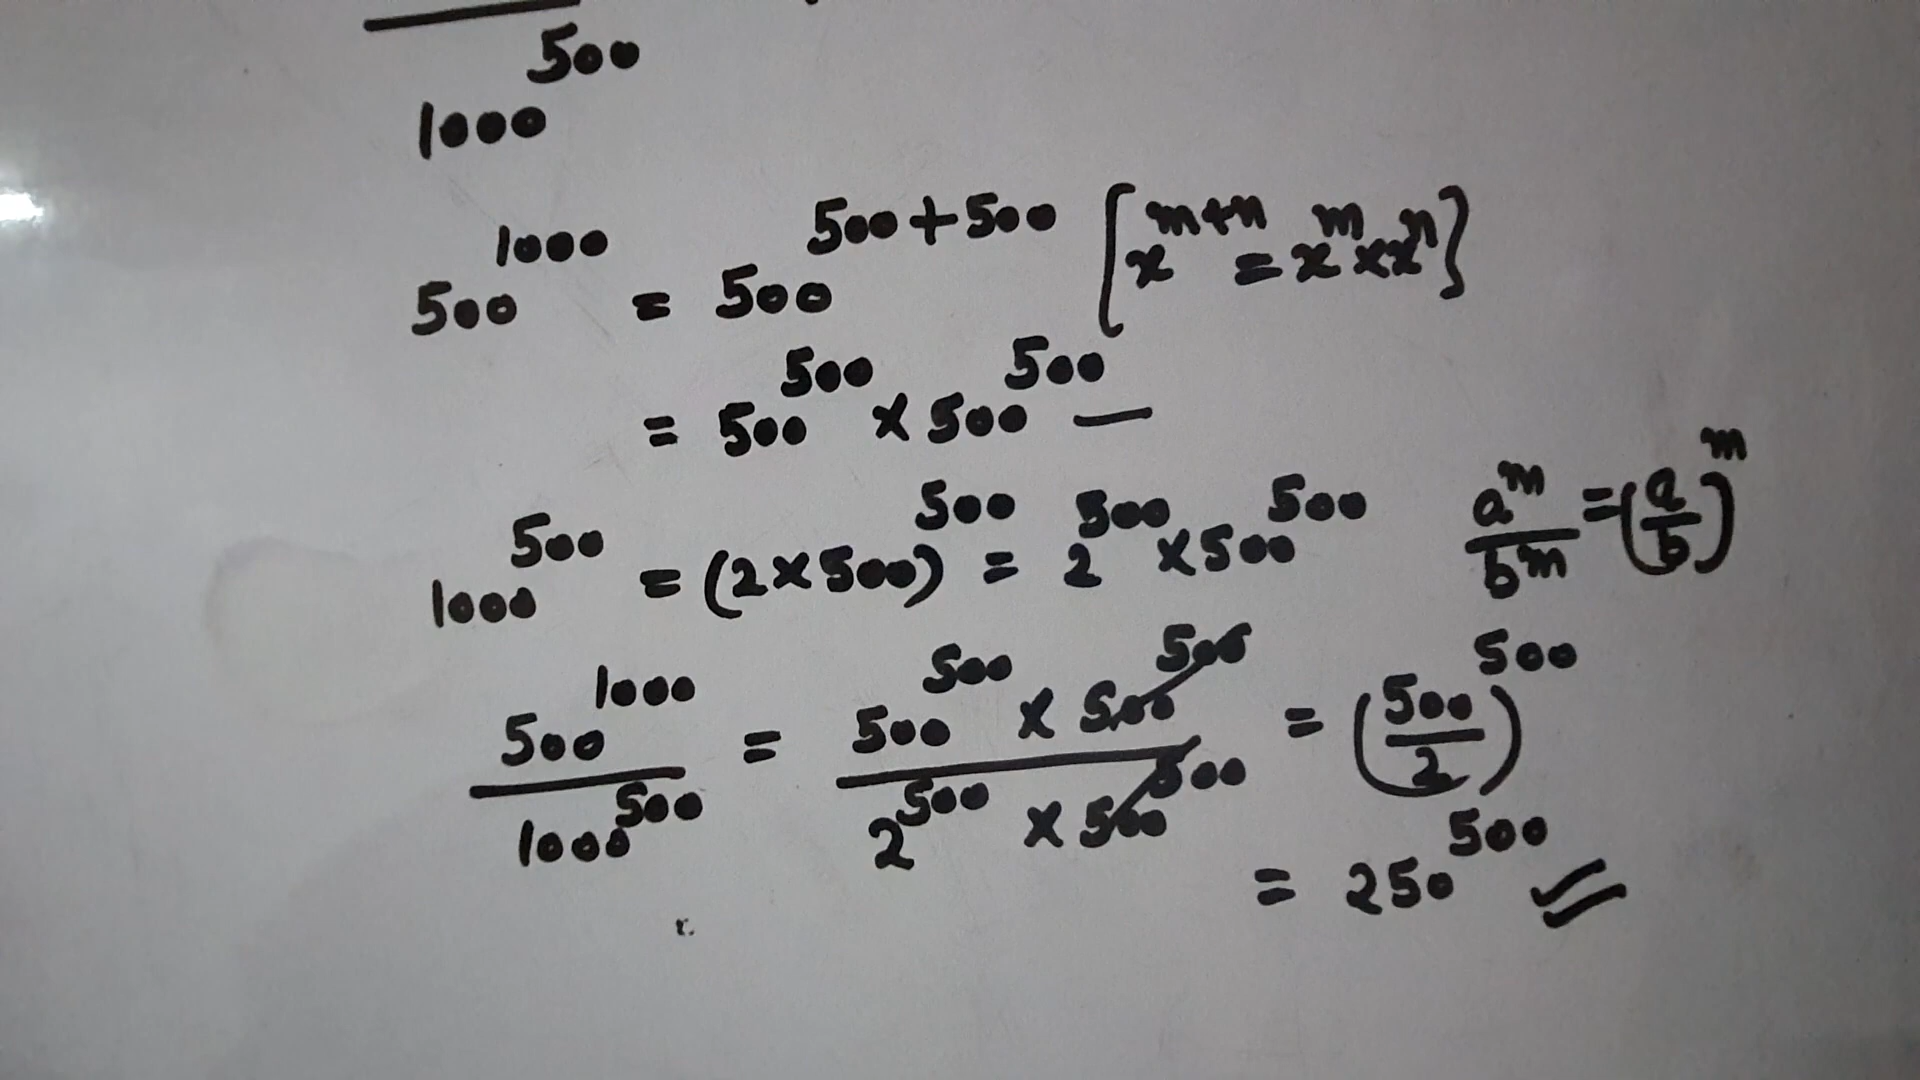 1000^500
500^1000 = 500^500+500 [x^m+n = x^m × x^n}
= 500^500 × 500^500 —
1000^500 = (2×500)^500 = 2^500 × 500^500 a^m/b^m = (a/b)^m
500^1000/1000^500 = 500^500 × 500^500/2^500 × 500^500 = (500/2)^500
= 250^500